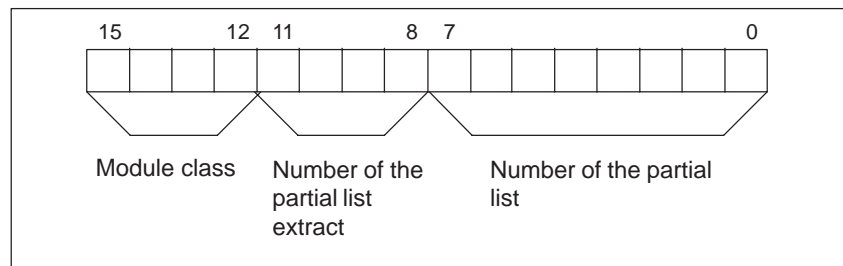 15 12 11 8 7 0
Module class
Number of the
partial list
extract
Number of the partial
list